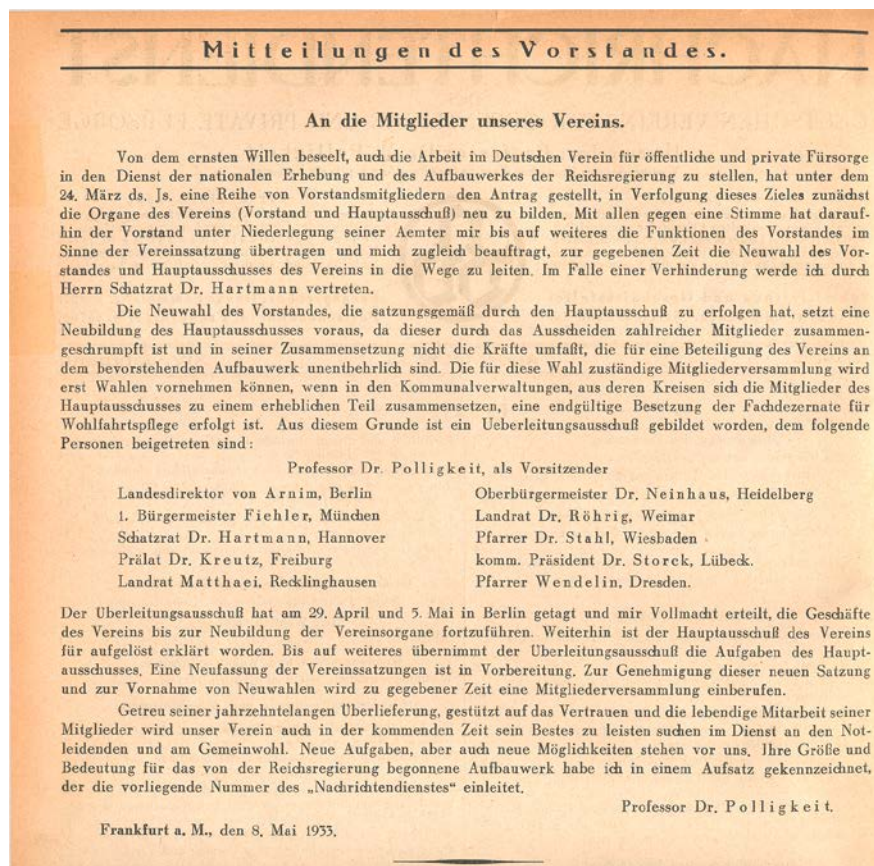 Mitteilungen des Vorstandes.
An die Mitglieder unseres Vereins.
Von dem ernsten Willen beseelt, auch die Arbeit im Deutschen Verein für öffentliche und private Fürsorge
in den Dienst der nationalen Erhebung und des Aufbauwerkes der Reichsregierung zu stellen, hat unter dem
24. März ds. Js. eine Reihe von Vorstandsmitgliedern den Antrag gestellt, in Verfolgung dieses Zieles zunächst
die Organe des Vereins (Vorstand und Hauptausschuß) neu zu bilden. Mit allen gegen eine Stimme hat darauf-
hin der Vorstand unter Niederlegung seiner Aemter mir bis auf weiteres die Funktionen des Vorstandes im
Sinne der Vereinssatzung übertragen und mich zugleich beauftragt, zur gegebenen Zeit die Neuwahl des Vor-
standes und Hauptausschusses des Vereins in die Wege zu leiten. Im Falle einer Verhinderung werde ich durch
Herrn Schatzrat Dr. Hartmann vertreten.
Die Neuwahl des Vorstandes, die satzungsgemäß durch den Hauptausschuß zu erfolgen hat, setzt eine
Neubildung des Hauptausschusses voraus, da dieser durch das Ausscheiden zahlreicher Mitglieder zusammen-
geschrumpft ist und in seiner Zusammensetzung nicht die Kräfte umfaßt, die für eine Beteiligung des Vereins an
dem bevorstehenden Aufbauwerk unentbehrlich sind. Die für diese Wahl zuständige Mitgliederversammlung wird
erst Wahlen vornehmen können, wenn in den Kommunalverwaltungen, aus deren Kreisen sich die Mitglieder des
Hauptausschusses zu einem erheblichen Teil zusammensetzen, eine endgültige Besetzung der Fachdezernate für
Wohlfahrtspflege erfolgt ist. Aus diesem Grunde ist ein Ueberleitungsausschuß gebildet worden, dem folgende
Personen beigetreten sind:
Professor Dr. Polligkeit, als Vorsitzender
Landesdirektor von Arnim, Berlin
1. Bürgermeister Fiehler, München
Schatzrat Dr. Hartmann, Hannover
Prälat Dr. Kreutz, Freiburg
Landrat Matthaei, Recklinghausen
Oberbürgermeister Dr. Neinhaus, Heidelberg
Landrat Dr. Röhrig, Weimar
Pfarrer Dr. Stahl, Wiesbaden
komm. Präsident Dr. Storck, Lübeck.
Pfarrer Wendelin, Dresden.
Der Überleitungsausschuß hat am 29. April und 5. Mai in Berlin getagt und mir Vollmacht erteilt, die Geschäfte
des Vereins bis zur Neubildung der Vereinsorgane fortzuführen. Weiterhin ist der Hauptausschuß des Vereins
für aufgelöst erklärt worden. Bis auf weiteres übernimmt der Überleitungsausschuß die Aufgaben des Haupt-
ausschusses. Eine Neufassung der Vereinssatzungen ist in Vorbereitung. Zur Genehmigung dieser neuen Satzung
und zur Vornahme von Neuwahlen wird zu gegebener Zeit eine Mitgliederversammlung einberufen.
Getreu seiner jahrzehntelangen Überlieferung, gestützt auf das Vertrauen und die lebendige Mitarbeit seiner
Mitglieder wird unser Verein auch in der kommenden Zeit sein Bestes zu leisten suchen im Dienst an den Not-
leidenden und am Gemeinwohl. Neue Aufgaben, aber auch neue Möglichkeiten stehen vor uns. Ihre Größe und
Bedeutung für das von der Reichsregierung begonnene Aufbauwerk habe ich in einem Aufsatz gekennzeichnet,
der die vorliegende Nummer des „Nachrichtendienstes“ einleitet.
Professor Dr. Polligkeit.
Frankfurt a. M., den 8. Mai 1933.